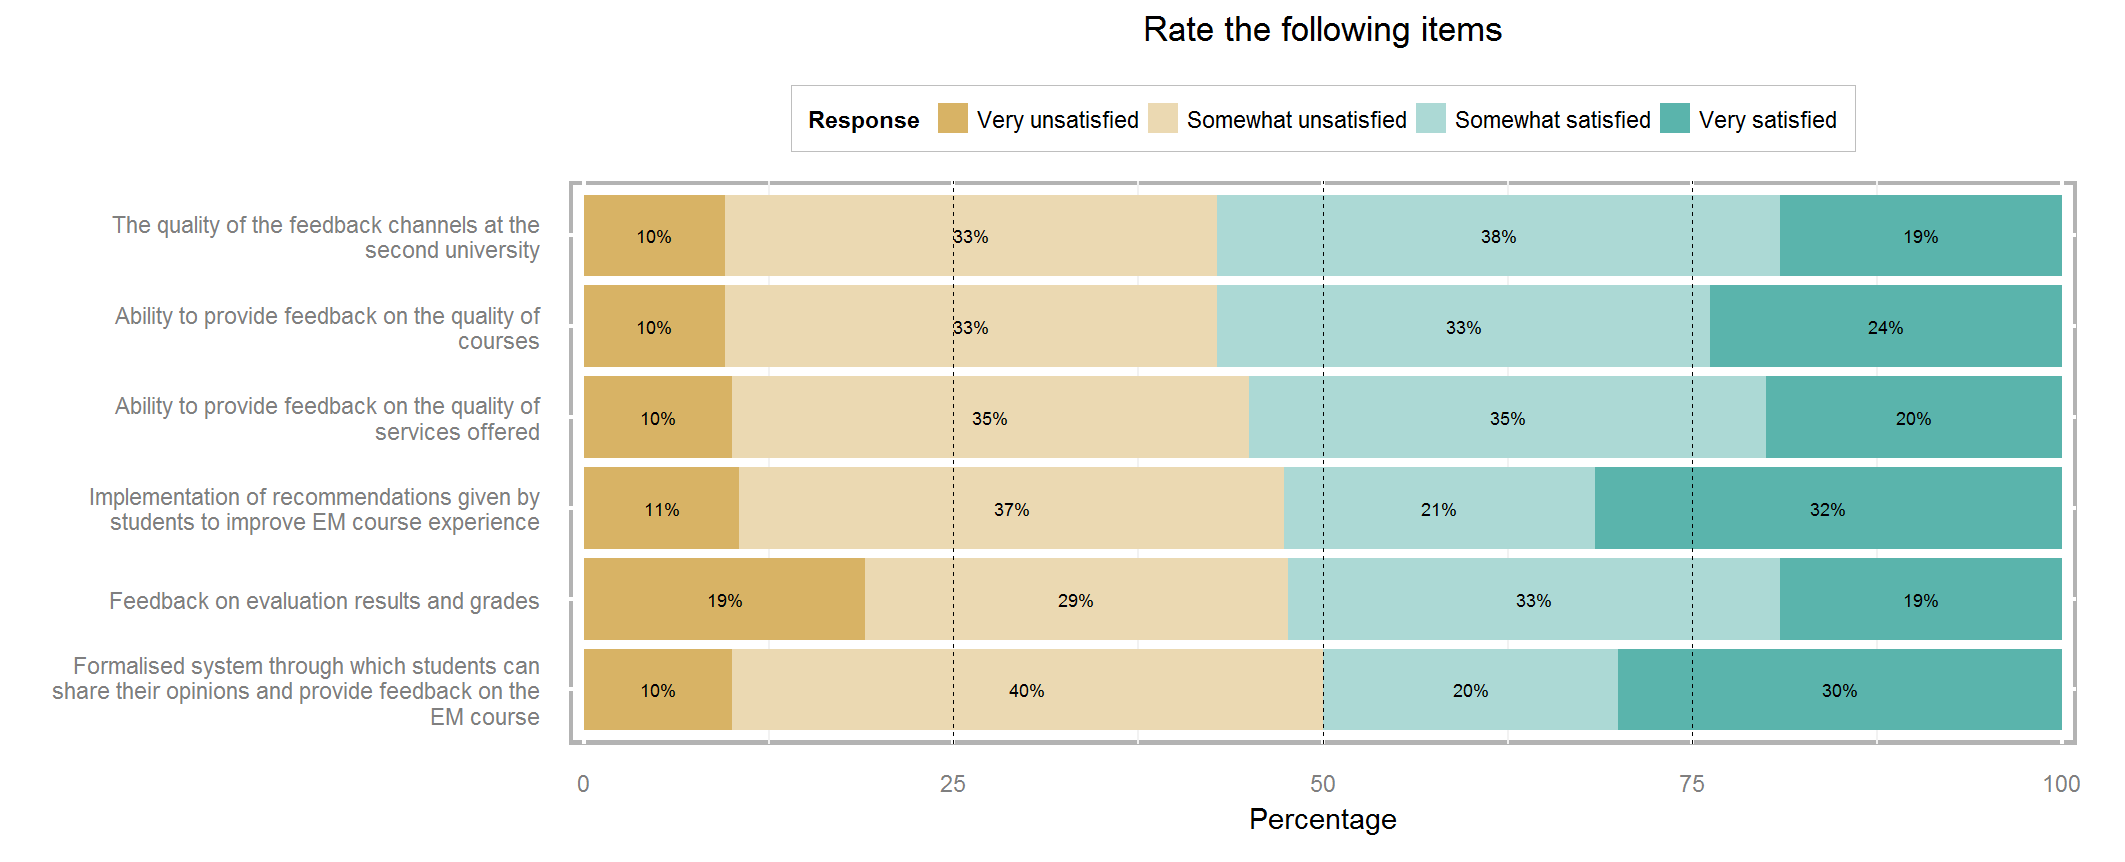 Rate the following items
Response Very unsatisfied Somewhat unsatisfied Somewhat satisfied Very satisfied
The quality of the feedback channels at the
second university
10% 33% 38% 19%
Ability to provide feedback on the quality of
courses
10% 33% 33% 24%
Ability to provide feedback on the quality of
services offered
10% 35% 35% 20%
Implementation of recommendations given by
students to improve EM course experience
11% 37% 21% 32%
Feedback on evaluation results and grades
19% 29% 33% 19%
Formalised system through which students can
share their opinions and provide feedback on the
EM course
10% 40% 20% 30%
0 25 50 75 100
Percentage